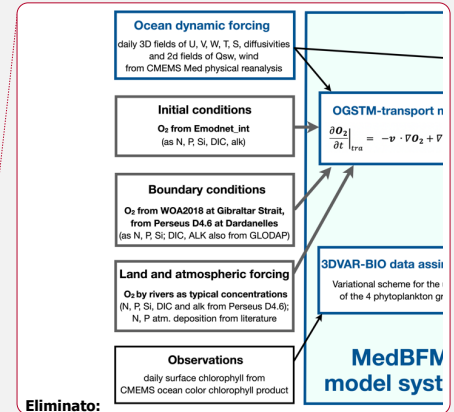 Ocean dynamic forcing
daily 3D fields of U, V, W, T, S, diffusivities
and 2d fields of Qsw, wind
from CMEMS Med physical reanalysis
Initial conditions
O₂ from Emodnet_int
(as N, P, Si, DIC, alk)
Boundary conditions
O₂ from WOA2018 at Gibraltar Strait,
from Perseus D4.6 at Dardanelles
(as N, P, Si; DIC, ALK also from GLODAP)
Land and atmospheric forcing
O₂ by rivers as typical concentrations
(N, P, Si, DIC and alk from Perseus D4.6);
N, P atm. deposition from literature
Observations
daily surface chlorophyll from
CMEMS ocean color chlorophyll product
OGSTM-transport
∂O₂/∂t|tra = −v · ∇O₂ + ∇
3DVAR-BIO data
Variational scheme for the
of the 4 phytoplankton
MedBFM
model
Eliminato: